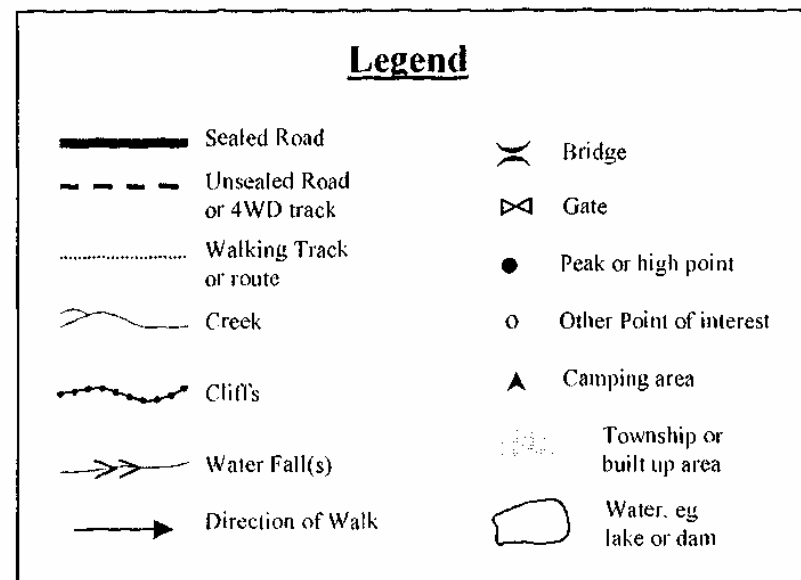 Legend
Sealed Road
Unsealed Road
or 4WD track
Walking Track
or route
Creek
Cliffs
Water Fall(s)
Direction of Walk
Bridge
Gate
Peak or high point
Other Point of interest
Camping area
Township or
built up area
Water, eg
lake or dam